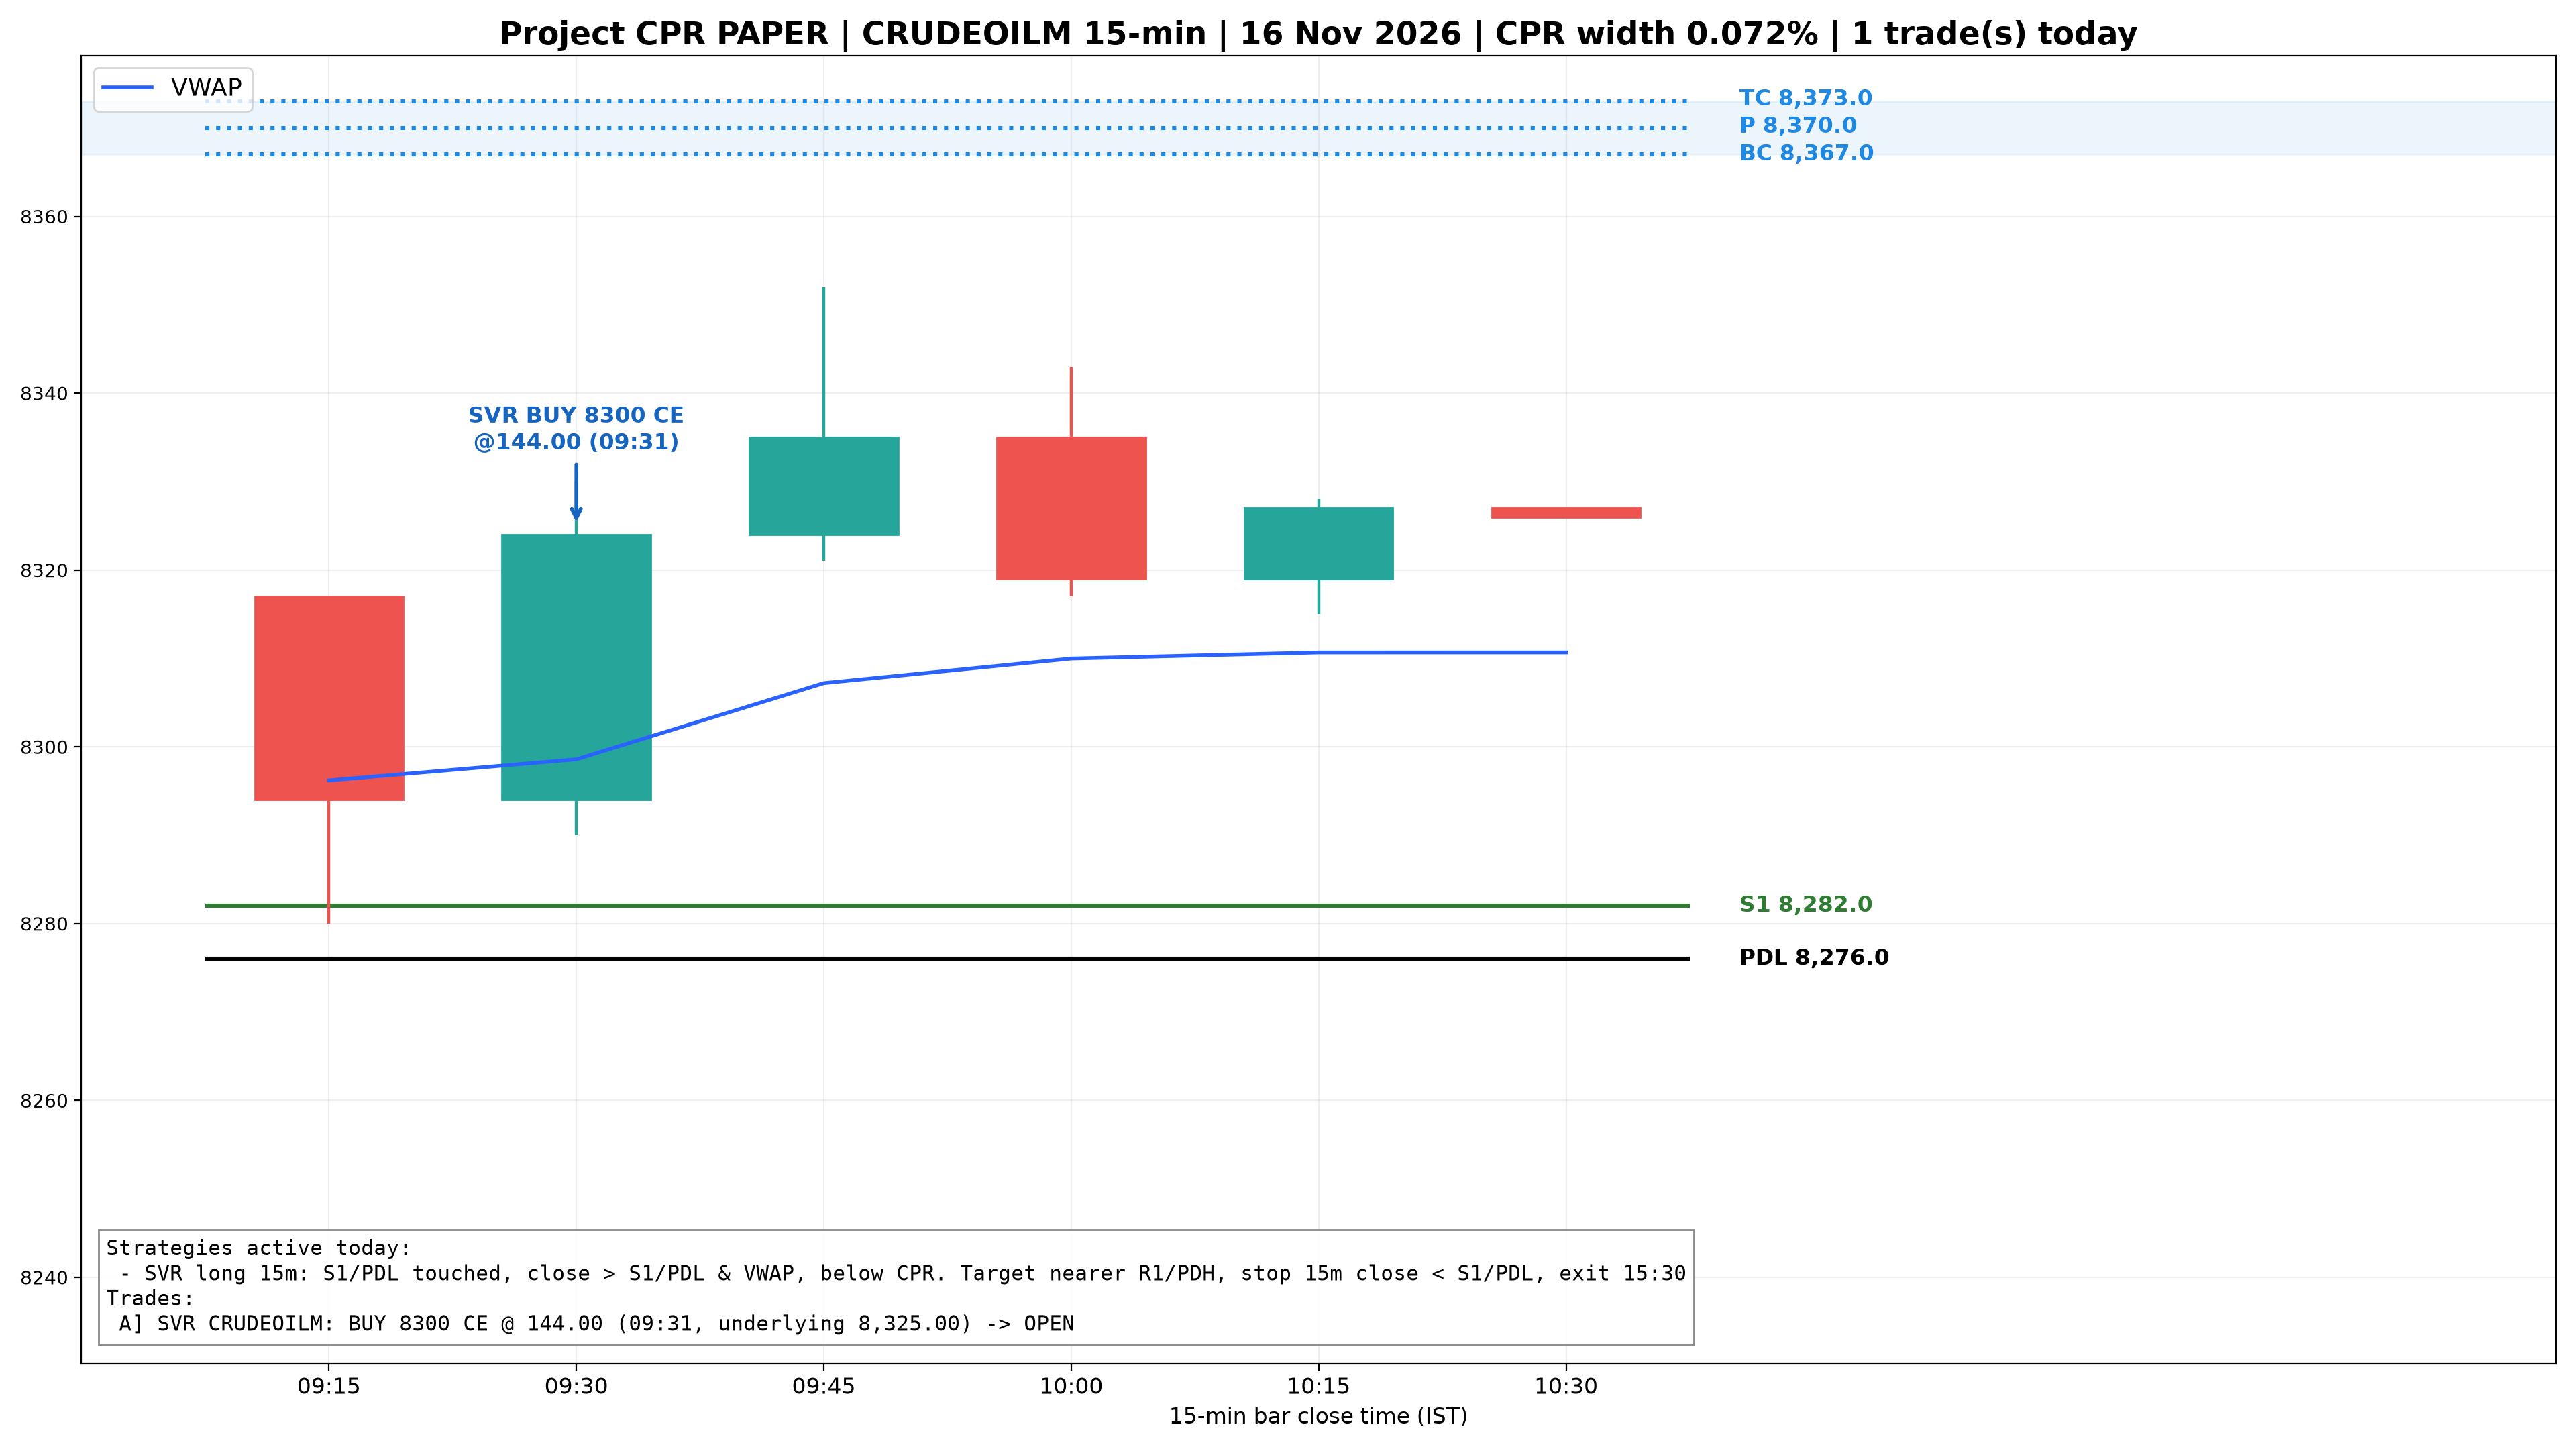 Project CPR PAPER | CRUDEOILM 15-min | 16 Nov 2026 | CPR width 0.072% | 1 trade(s) today
VWAP
TC 8,373.0
P 8,370.0
BC 8,367.0
8360
8340
SVR BUY 8300 CE
@144.00 (09:31)
8320
8300
S1 8,282.0
8280
PDL 8,276.0
8260
8240
Strategies active today:
- SVR long 15m: S1/PDL touched, close > S1/PDL & VWAP, below CPR. Target nearer R1/PDH, stop 15m close < S1/PDL, exit 15:30
Trades:
A] SVR CRUDEOILM: BUY 8300 CE @ 144.00 (09:31, underlying 8,325.00) -> OPEN
09:15 09:30 09:45 10:00 10:15 10:30
15-min bar close time (IST)